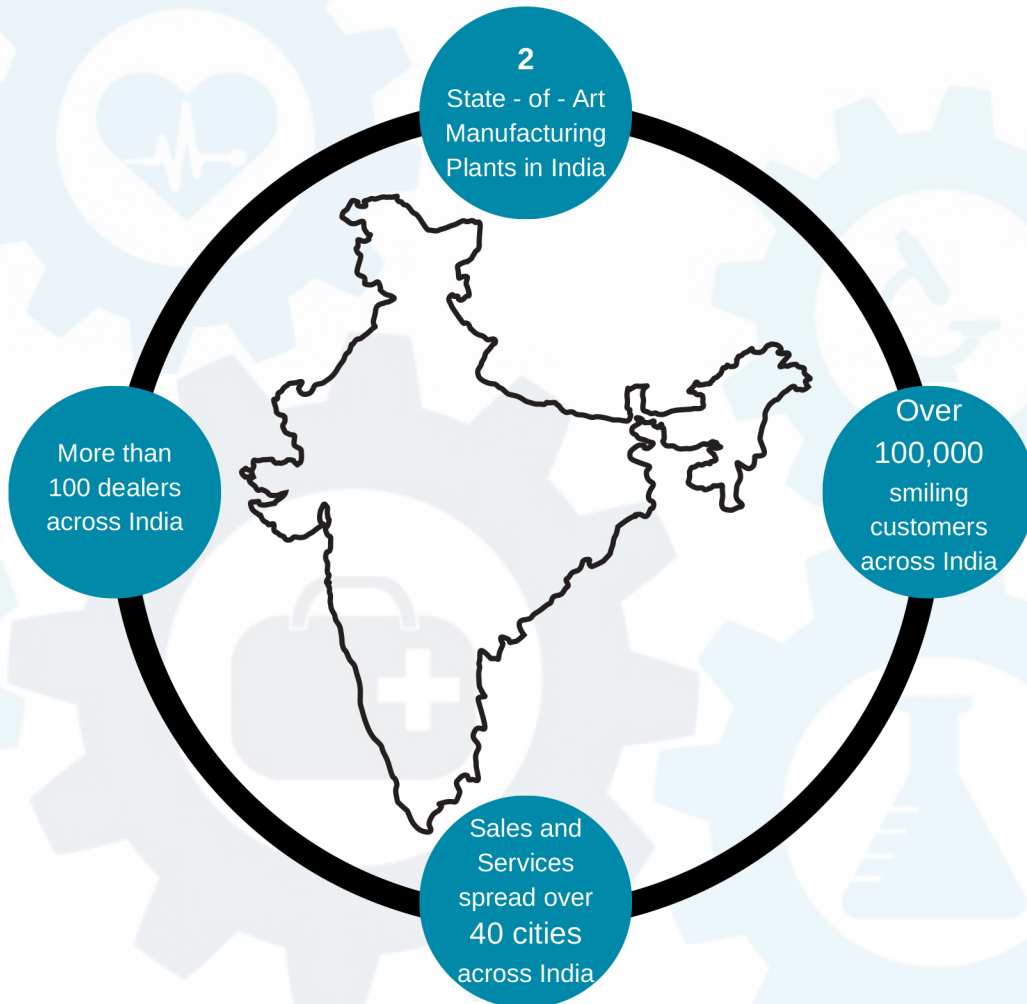 2
State - of - Art
Manufacturing
Plants in India
More than
100 dealers
across India
Over
100,000
smiling
customers
across India
Sales and
Services
spread over
40 cities
across India